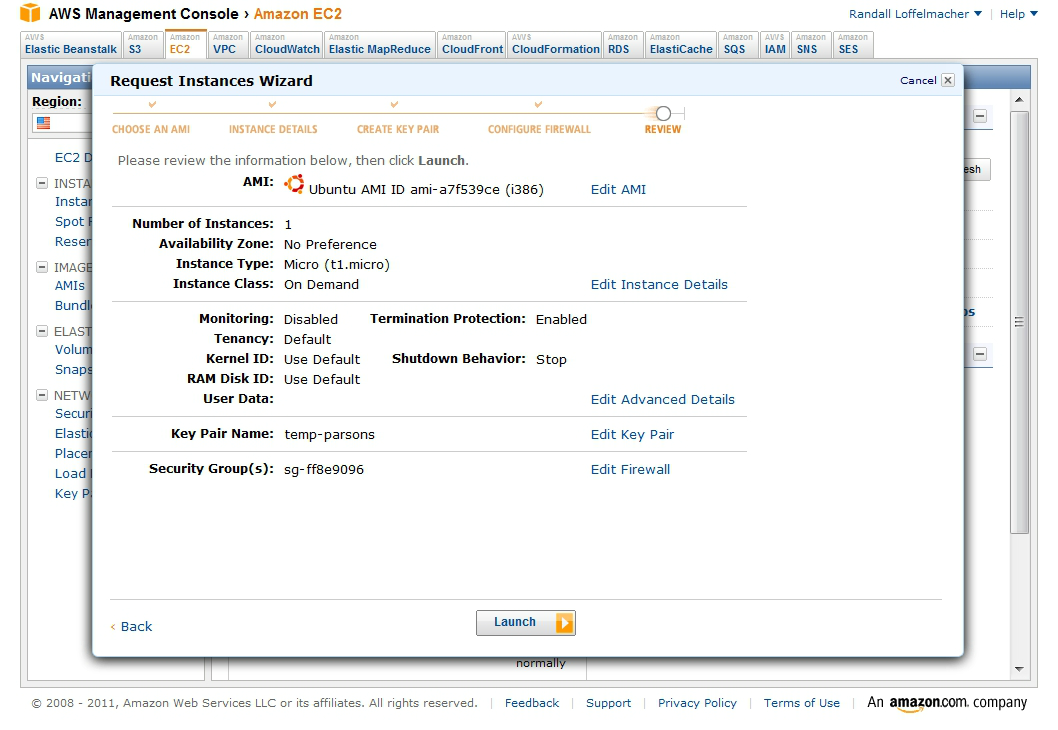 AWS Management Console › Amazon EC2
Randall Loffelmacher | Help
AWS Elastic Beanstalk
Amazon S3
Amazon EC2
Amazon VPC
Amazon CloudWatch
Amazon Elastic MapReduce
Amazon CloudFront
AWS CloudFormation
Amazon RDS
Amazon ElastiCache
Amazon SQS
AWS IAM
Amazon SNS
Amazon SES
Navigati
Region:
EC2 D
INSTA
Instar
Spot
Reser
IMAGE
AMIs
Bundl
ELAST
Volum
Snaps
NETW
Securi
Elasti
Placer
Load
Key P
esh
Request Instances Wizard
Cancel
CHOOSE AN AMI
INSTANCE DETAILS
CREATE KEY PAIR
CONFIGURE FIREWALL
REVIEW
Please review the information below, then click Launch.
AMI: Ubuntu AMI ID ami-a7f539ce (i386) Edit AMI
Number of Instances: 1
Availability Zone: No Preference
Instance Type: Micro (t1.micro)
Instance Class: On Demand Edit Instance Details
Monitoring: Disabled Termination Protection: Enabled
Tenancy: Default
Kernel ID: Use Default Shutdown Behavior: Stop
RAM Disk ID: Use Default
User Data: Edit Advanced Details
Key Pair Name: temp-parsons Edit Key Pair
Security Group(s): sg-ff8e9096 Edit Firewall
‹ Back
Launch
normally
© 2008 - 2011, Amazon Web Services LLC or its affiliates. All rights reserved. | Feedback | Support | Privacy Policy | Terms of Use | An amazon.com. company